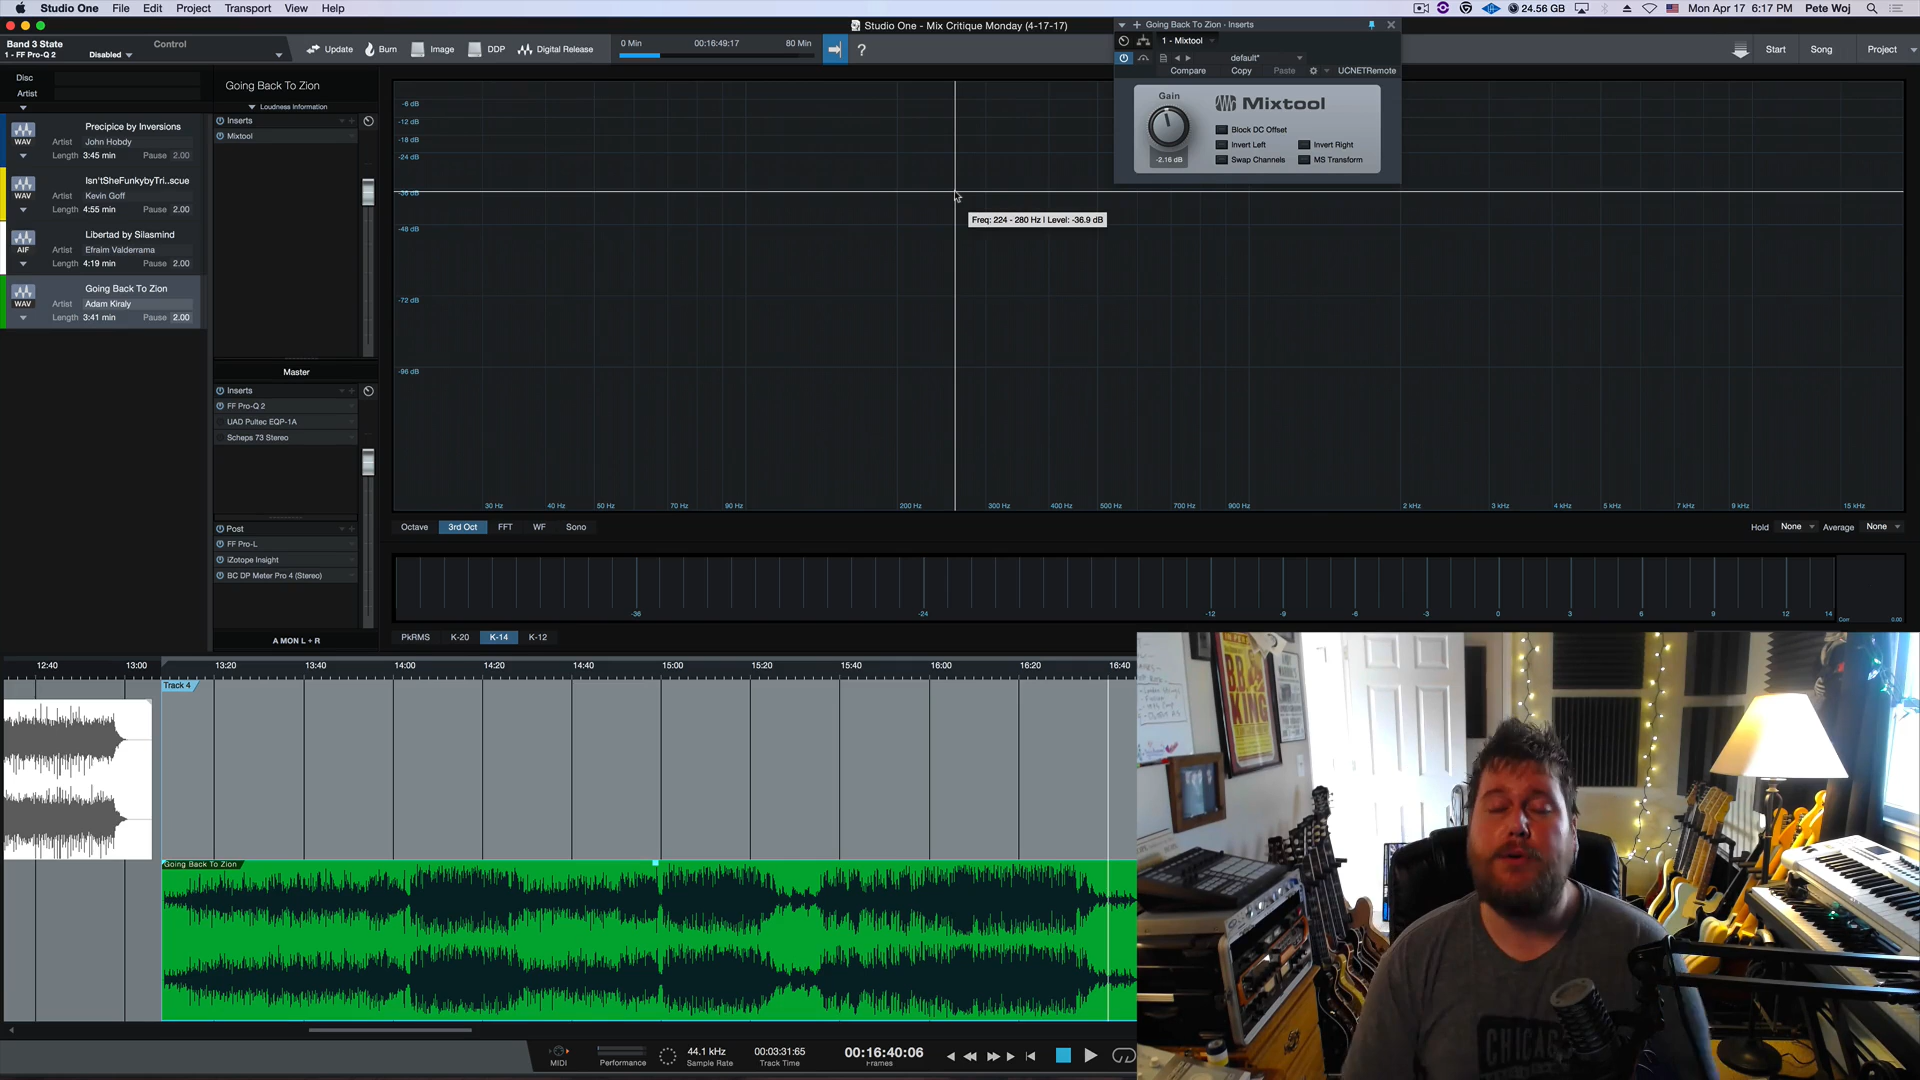 Studio One File Edit Project Transport View Help
24.56 GB Mon Apr 17 6:17 PM Pete Woj
Studio One - Mix Critique Monday (4-17-17)
Going Back To Zion - Inserts
Band 3 State
1 - FF Pro-Q 2
Disabled
Control
Update Burn Image DDP Digital Release
0 Min 00:16:49:17 80 Min
?
Start Song Project
1 - Mixtool
default*
Compare Copy Paste UCNETRemote
Gain
Mixtool
Block DC Offset
Invert Left Invert Right
Swap Channels MS Transform
-2.16 dB
Disc
Artist
Going Back To Zion
Loudness Information
Inserts
Mixtool
WAV
Precipice by Inversions
Artist John Hobdy
Length 3:45 min Pause 2.00
WAV
Isn'tSheFunkybyTri..scue
Artist Kevin Goff
Length 4:55 min Pause 2.00
AIF
Libertad by Silasmind
Artist Efraim Valderrama
Length 4:19 min Pause 2.00
WAV
Going Back To Zion
Artist Adam Kiraly
Length 3:41 min Pause 2.00
Master
Inserts
FF Pro-Q 2
UAD Pultec EQP-1A
Scheps 73 Stereo
Post
FF Pro-L
iZotope Insight
BC DP Meter Pro 4 (Stereo)
A MON L + R
-6 dB
-12 dB
-18 dB
-24 dB
-36 dB
-48 dB
-72 dB
-96 dB
Freq: 224 - 280 Hz | Level: -36.9 dB
30 Hz 40 Hz 50 Hz 70 Hz 90 Hz 200 Hz 300 Hz 400 Hz 500 Hz 700 Hz 900 Hz 2 kHz 3 kHz 4 kHz 5 kHz 7 kHz 9 kHz 15 kHz
Octave 3rd Oct FFT WF Sono
Hold None Average None
-36 -24 -12 -9 -6 -3 0 3 6 9 12 14
Corr 0.00
PkRMS K-20 K-14 K-12
12:40 13:00 13:20 13:40 14:00 14:20 14:40 15:00 15:20 15:40 16:00 16:20 16:40
Track 4
Going Back To Zion
MIDI
Performance
44.1 kHz
Sample Rate
00:03:31:65
Track Time
00:16:40:06
Frames
B.B.
KING
CHICAG